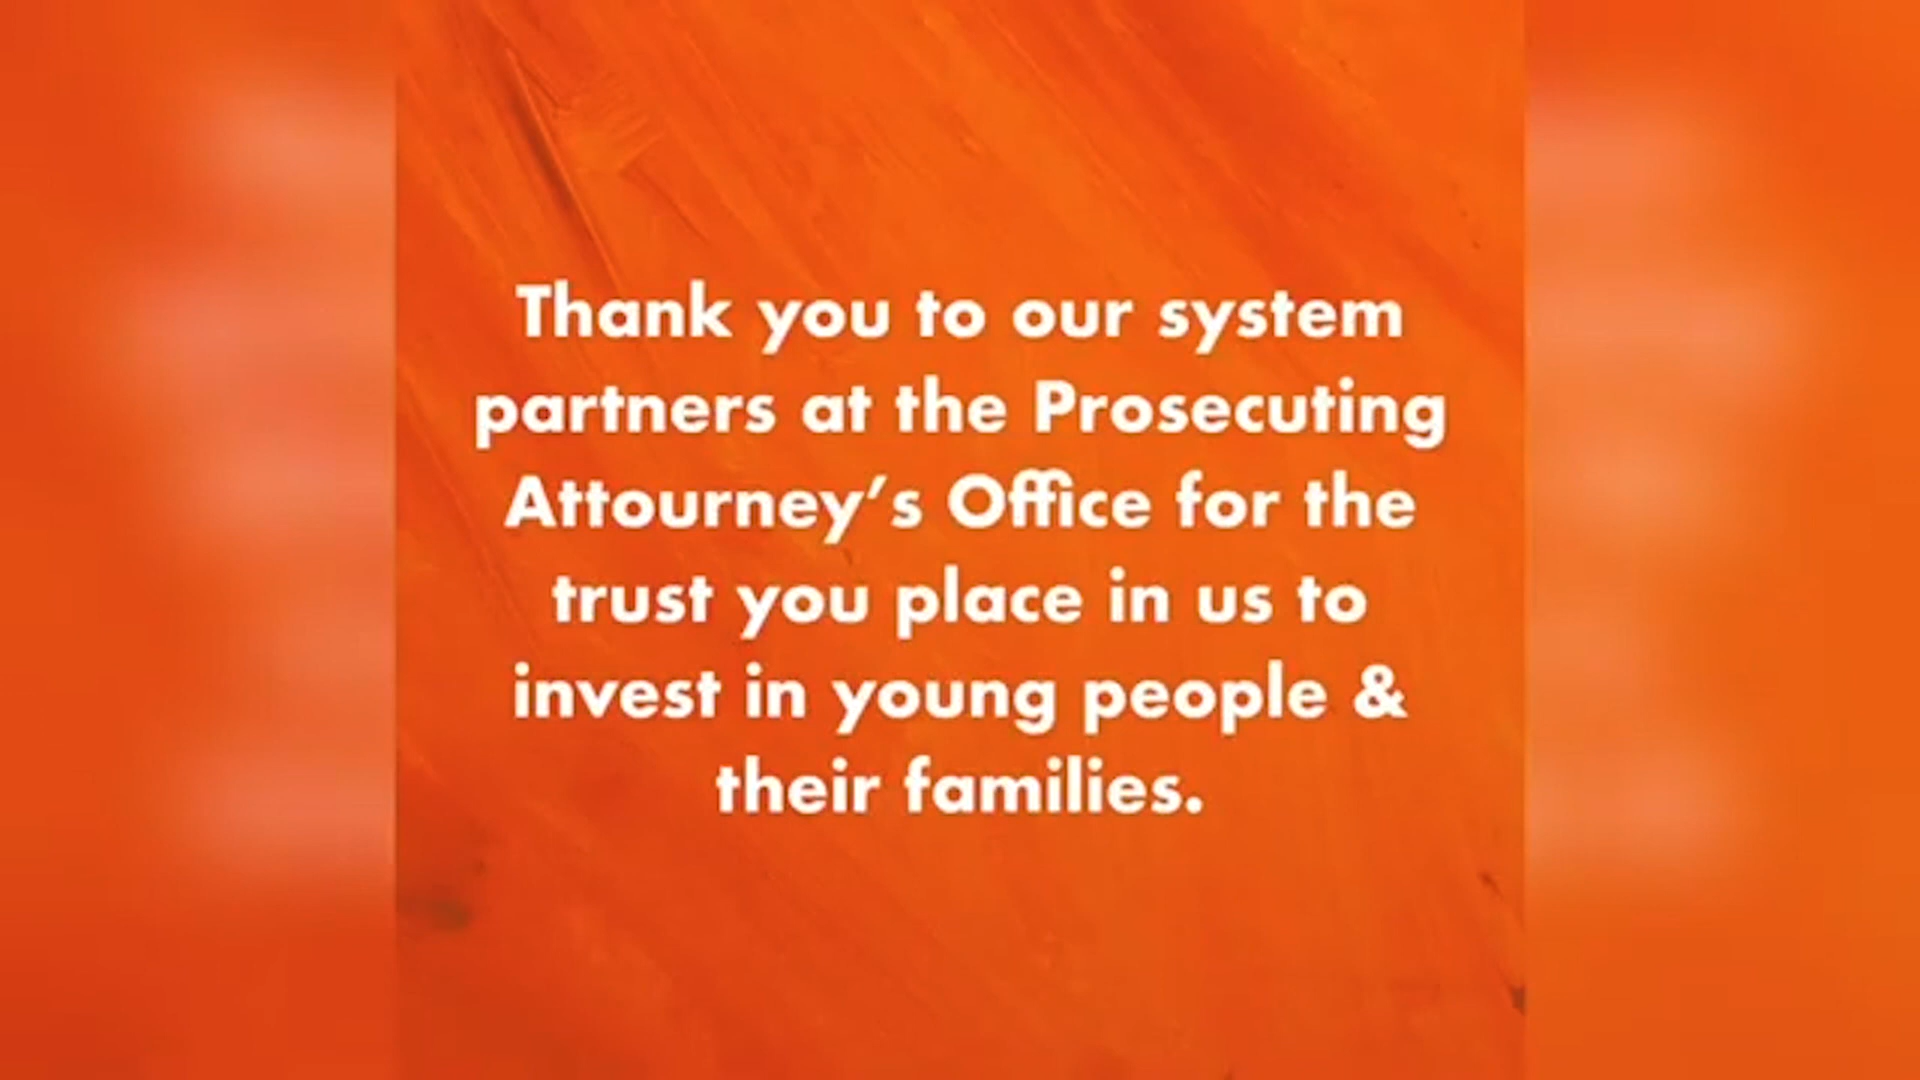 Thank you to our system
partners at the Prosecuting
Attourney’s Office for the
trust you place in us to
invest in young people &
their families.